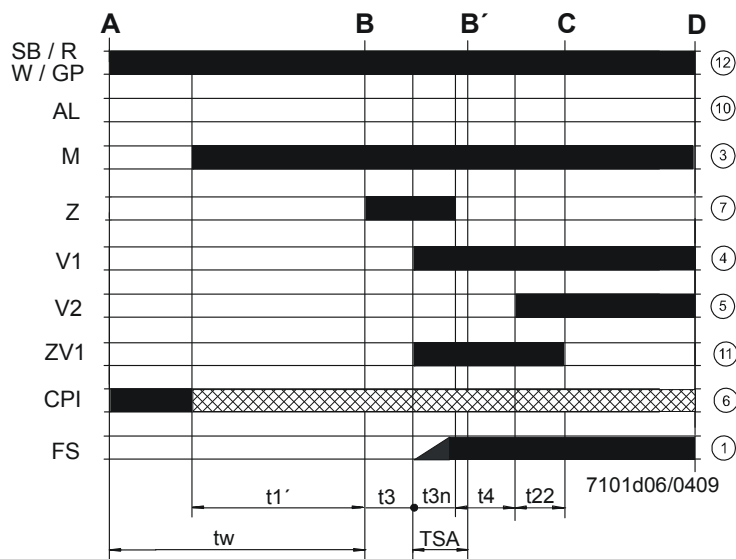 A B B´ C D
SB / R
W / GP 12
AL 10
M 3
Z 7
V1 4
V2 5
ZV1 11
CPI 6
FS 1
7101d06/0409
t1´ t3 t3n t4 t22
tw TSA